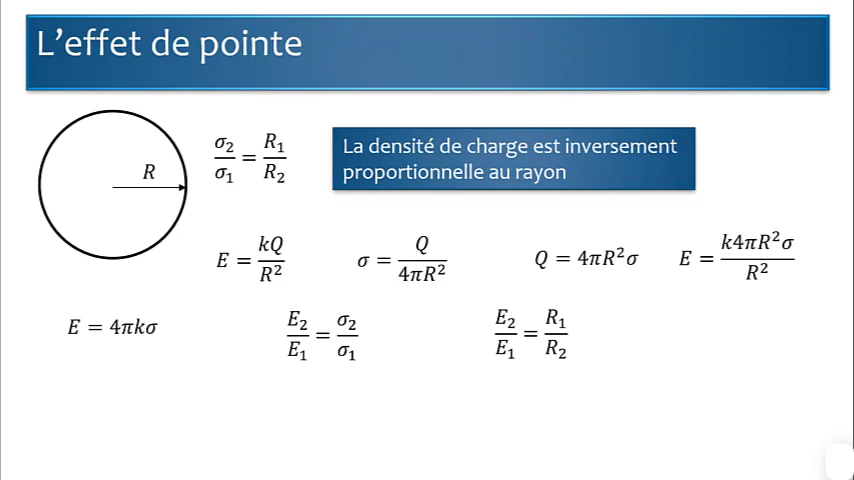 L’effet de pointe
R
σ₂/σ₁ = R₁/R₂
La densité de charge est inversement
proportionnelle au rayon
E = kQ/R²
σ = Q/4πR²
Q = 4πR²σ
E = k4πR²σ/R²
E = 4πkσ
E₂/E₁ = σ₂/σ₁
E₂/E₁ = R₁/R₂